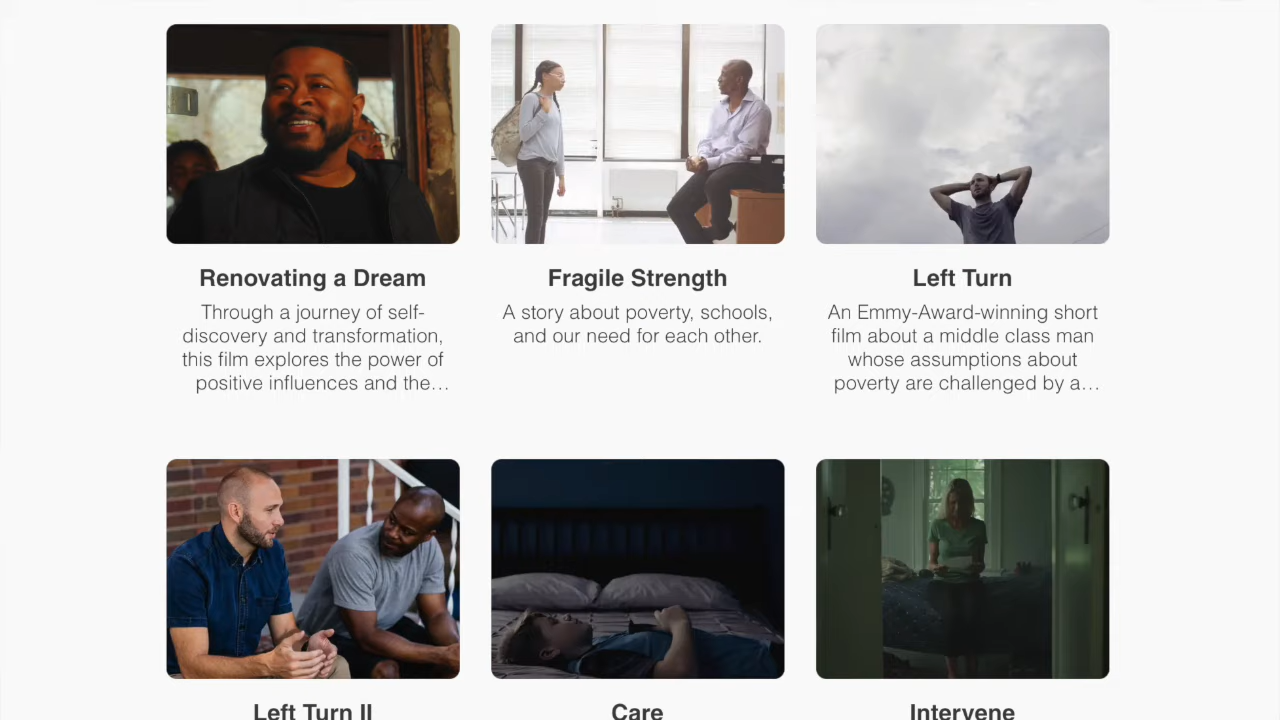 Renovating a Dream
Through a journey of self-
discovery and transformation,
this film explores the power of
positive influences and the…
Fragile Strength
A story about poverty, schools,
and our need for each other.
Left Turn
An Emmy-Award-winning short
film about a middle class man
whose assumptions about
poverty are challenged by a…
Left Turn II
Care
Intervene